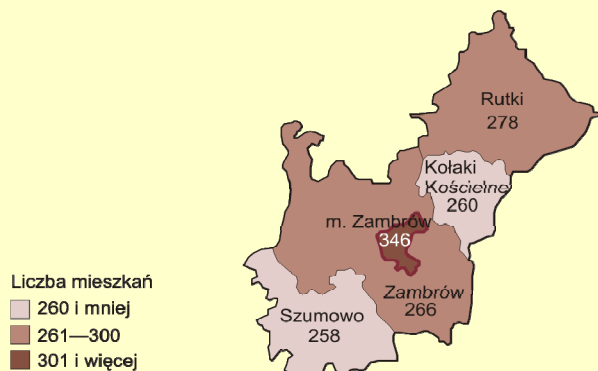 Rutki
278
Kołaki
Kościelne
260
m. Zambrów
346
Zambrów
266
Szumowo
258
Liczba mieszkań
260 i mniej
261—300
301 i więcej